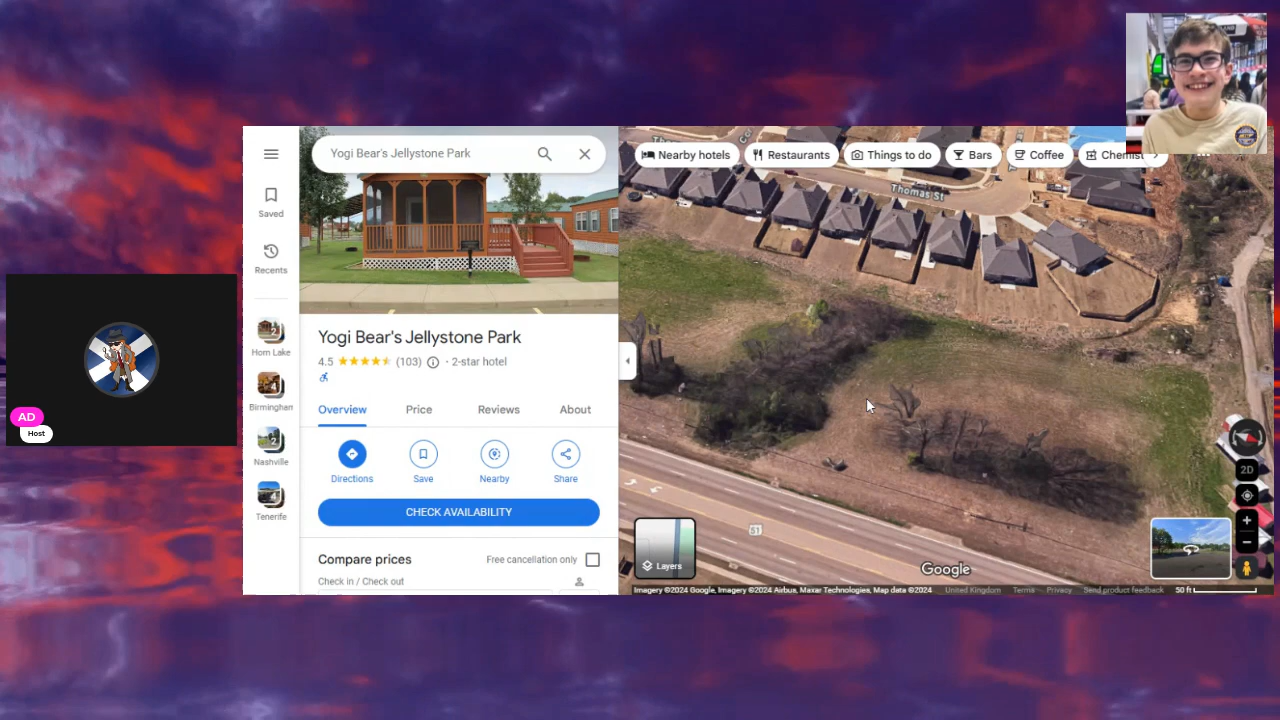 Yogi Bear's Jellystone Park
Saved
Recents
Horn Lake
2
Birmingham
4
Nashville
2
Tenerife
Yogi Bear's Jellystone Park
4.5 (103) · 2-star hotel
Overview Price Reviews About
Directions Save Nearby Share
CHECK AVAILABILITY
Compare prices Free cancellation only
Check in / Check out
Nearby hotels Restaurants Things to do Bars Coffee Chemist
Thomas St
51
Layers
Google
2D
Imagery ©2024 Google, Imagery ©2024 Airbus, Maxar Technologies, Map data ©2024 United Kingdom Terms Privacy Send product feedback 50 ft
AD
Host